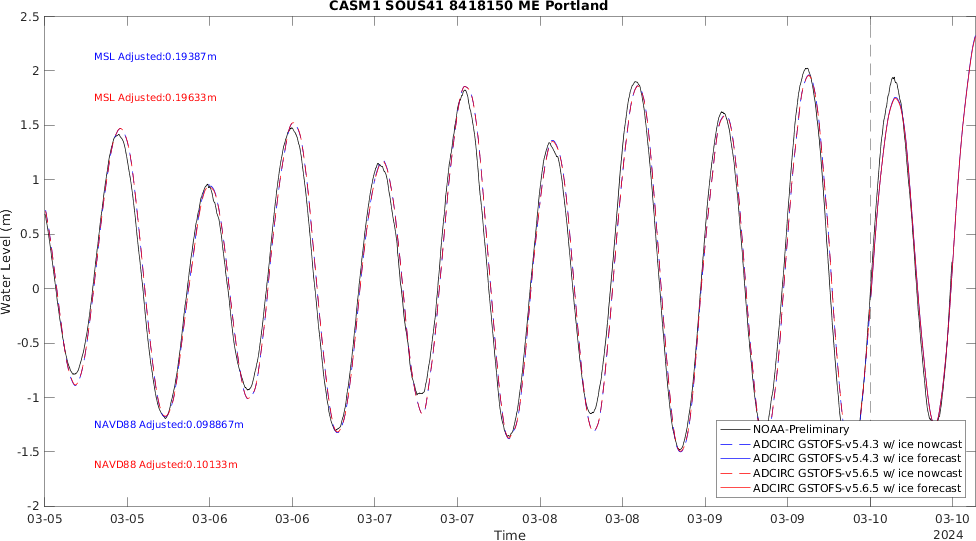 CASM1 SOUS41 8418150 ME Portland
MSL Adjusted:0.19387m
MSL Adjusted:0.19633m
NAVD88 Adjusted:0.098867m
NAVD88 Adjusted:0.10133m
Water Level (m)
2.5
2
1.5
1
0.5
0
-0.5
-1
-1.5
-2
NOAA-Preliminary
ADCIRC GSTOFS-v5.4.3 w/ ice nowcast
ADCIRC GSTOFS-v5.4.3 w/ ice forecast
ADCIRC GSTOFS-v5.6.5 w/ ice nowcast
ADCIRC GSTOFS-v5.6.5 w/ ice forecast
03-05 03-05 03-06 03-06 03-07 03-07 03-08 03-08 03-09 03-09 03-10 03-10
2024
Time